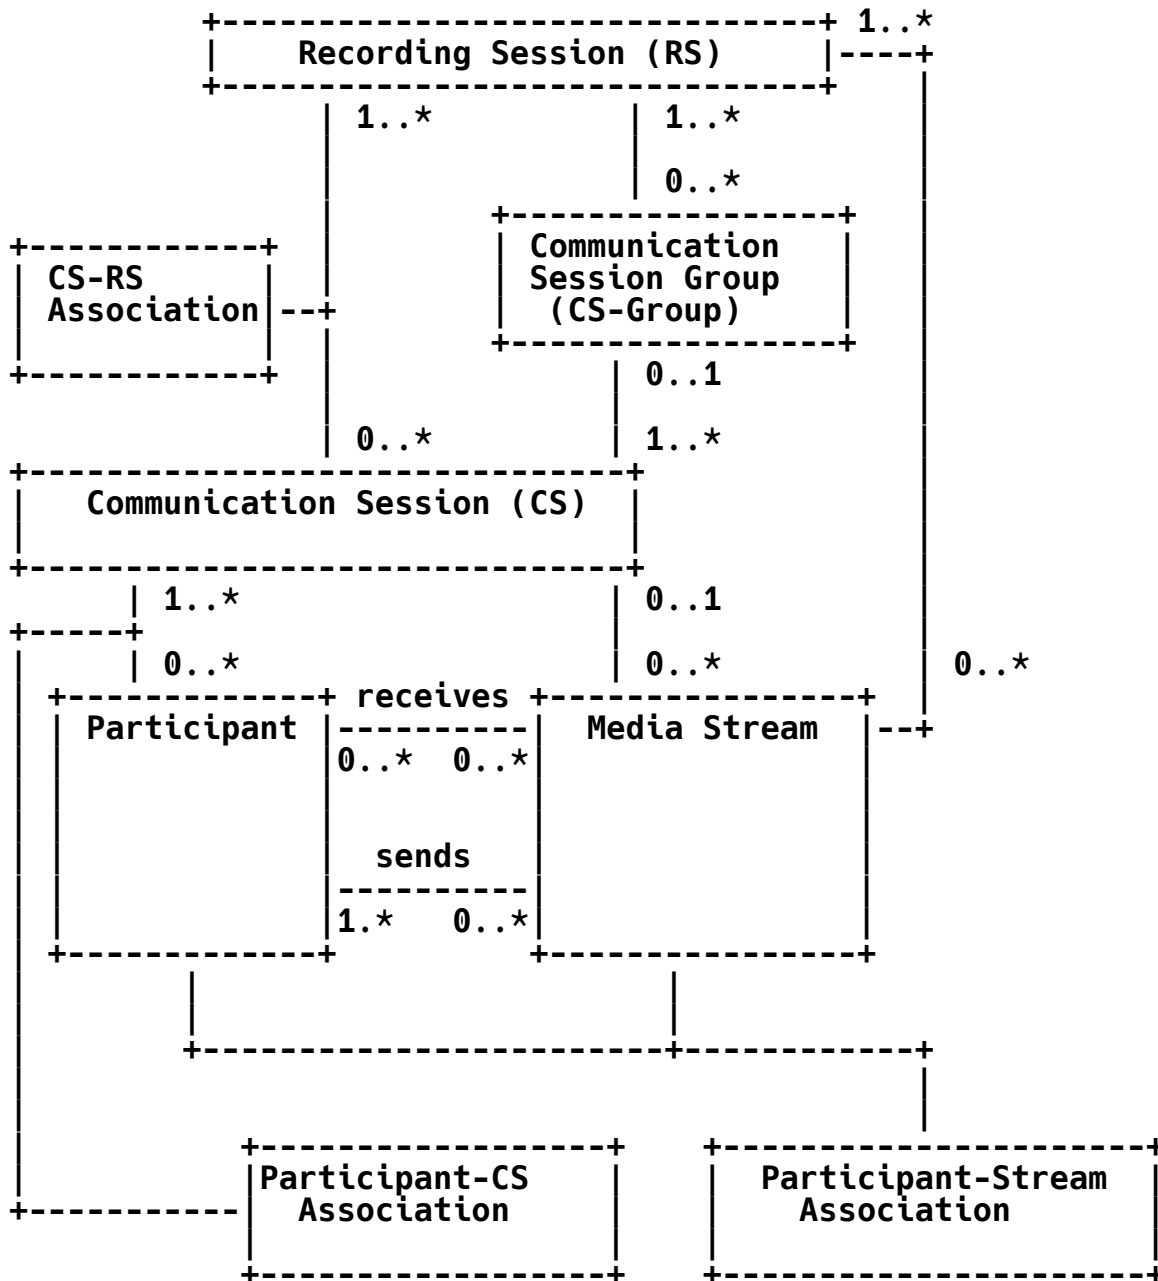 1..*
Recording Session (RS)
1..* 1..*
0..*
Communication
CS-RS Session Group
Association (CS-Group)
0..1
0..* 1..*
Communication Session (CS)
1..* 0..1
0..* 0..* 0..*
receives
Participant Media Stream
0..* 0..*
sends
1.* 0..*
Participant-CS Participant-Stream
Association Association